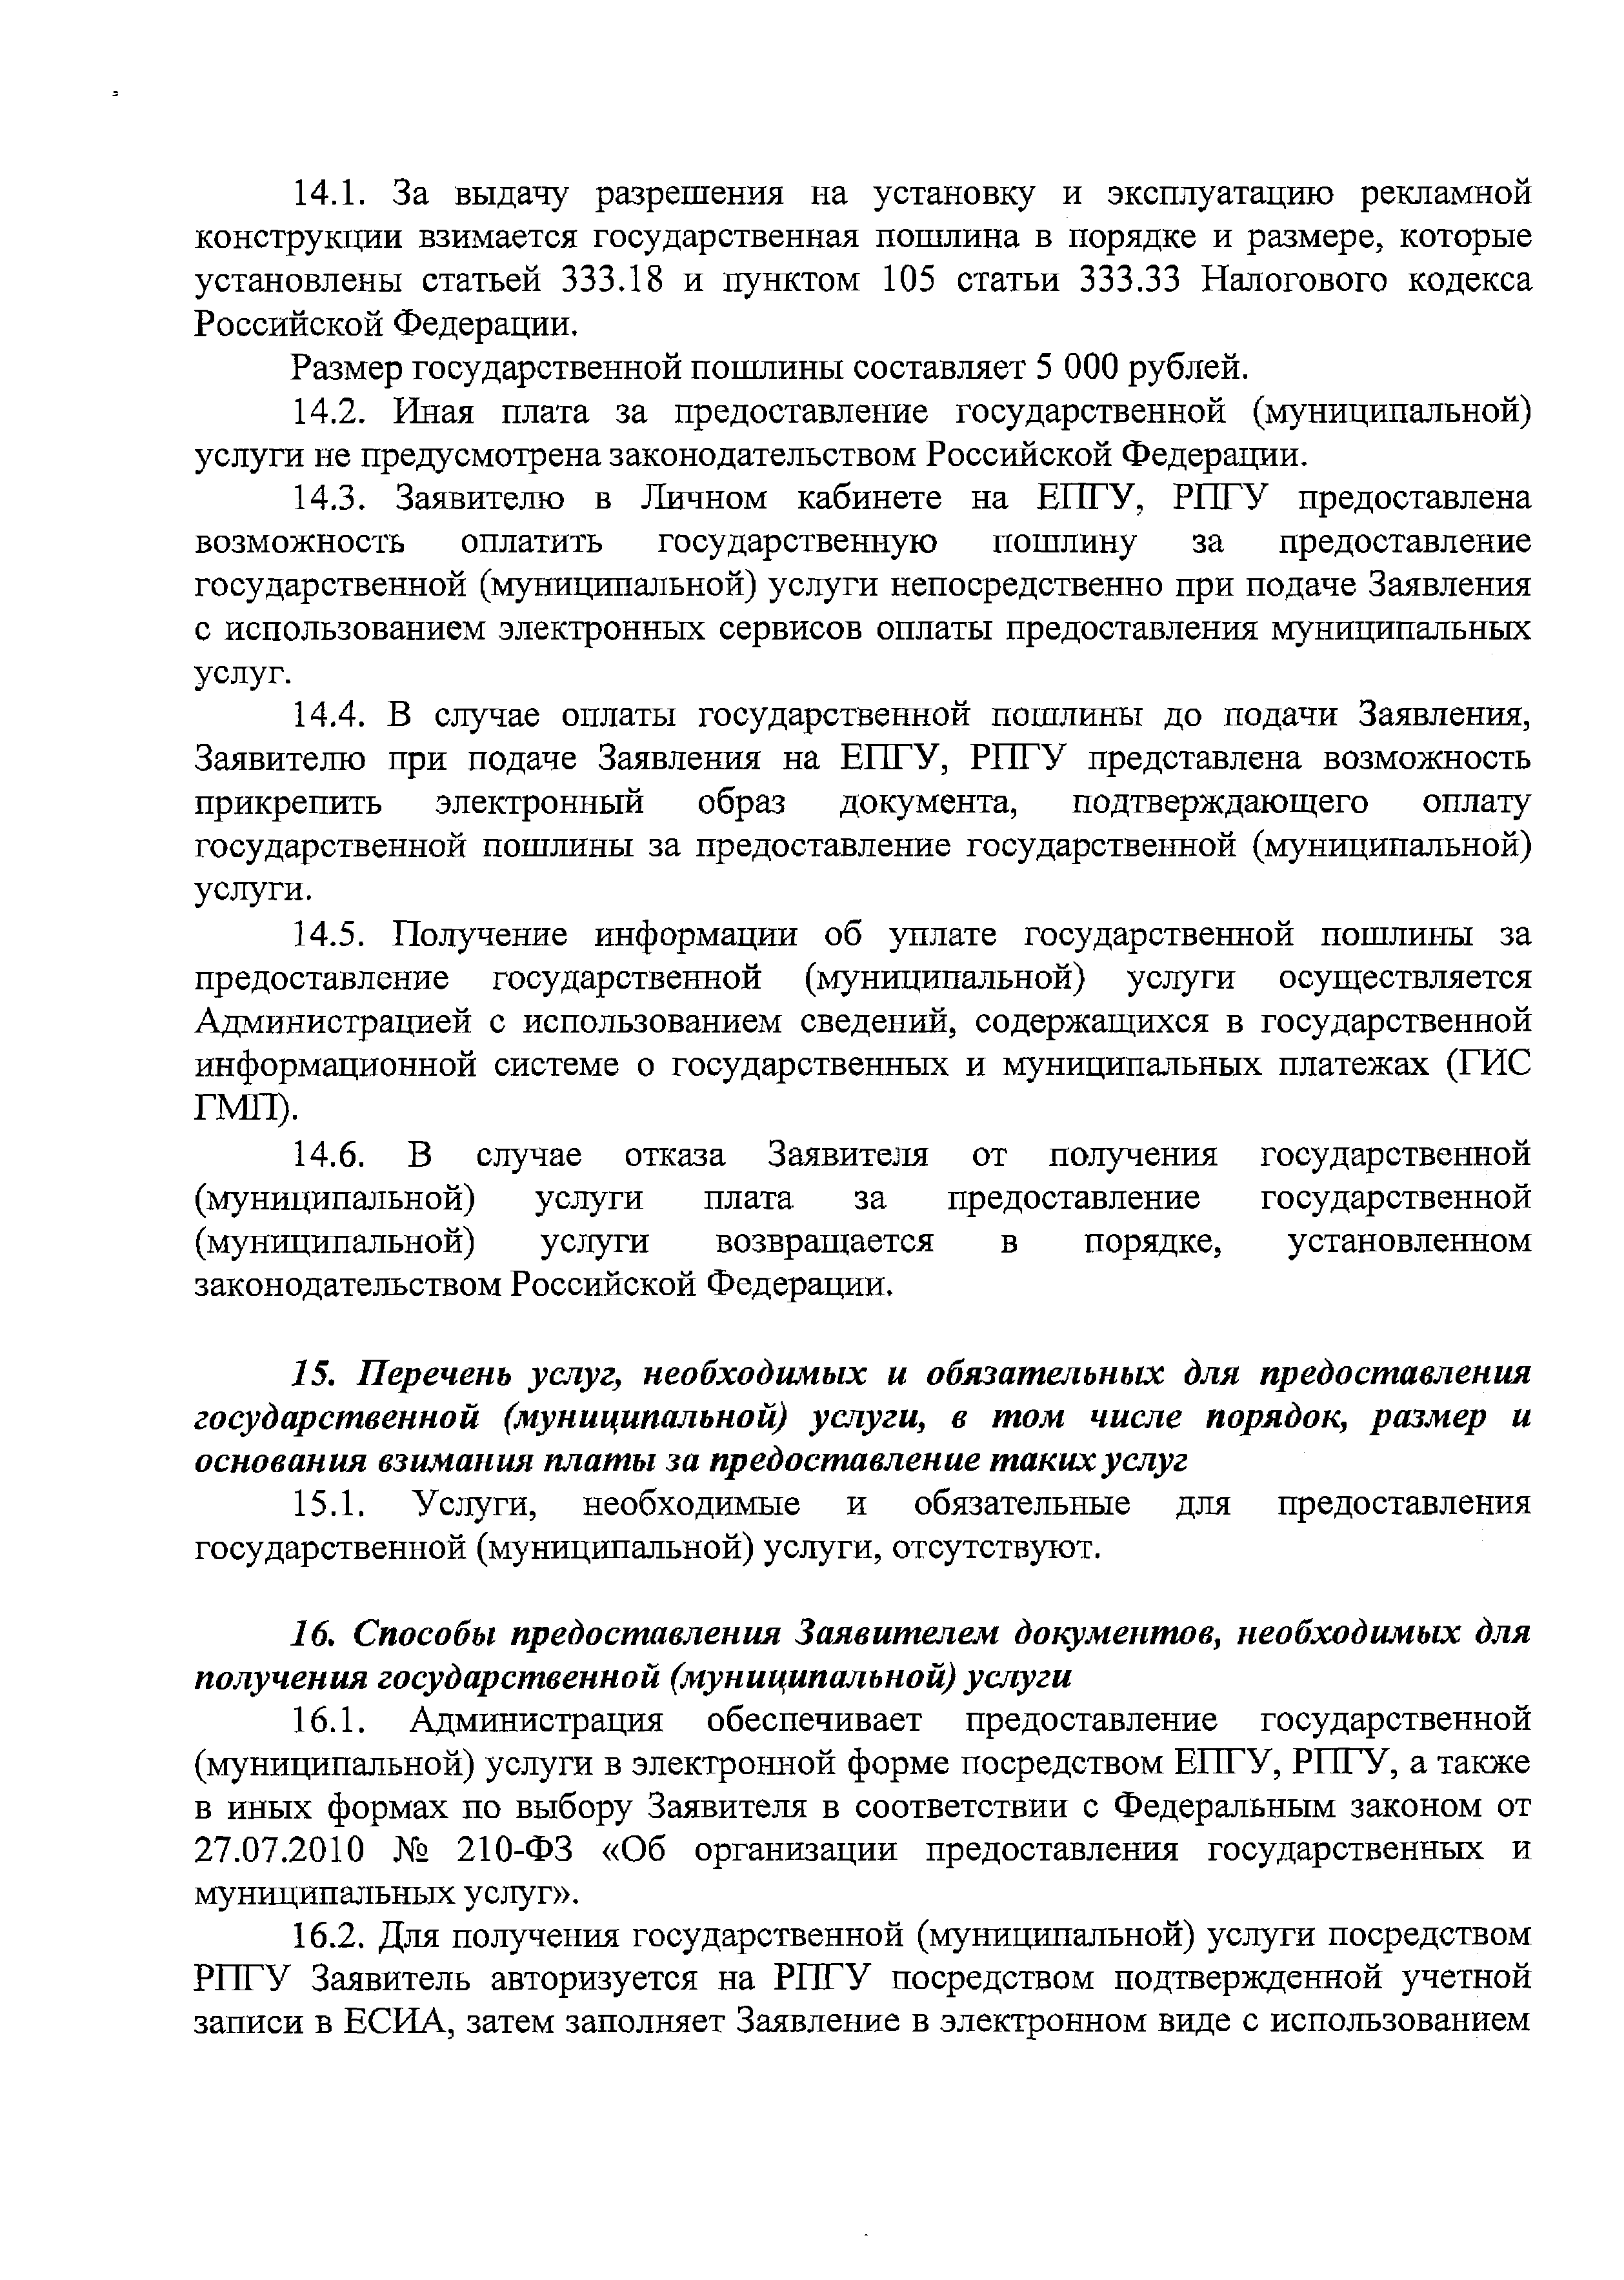 14.1. За выдачу разрешения на установку и эксплуатацию рекламной
конструкции взимается государственная пошлина в порядке и размере, которые
установлены статьей 333.18 и пунктом 105 статьи 333.33 Налогового кодекса
Российской Федерации.
Размер государственной пошлины составляет 5 000 рублей.
14.2. Иная плата за предоставление государственной (муниципальной)
услуги не предусмотрена законодательством Российской Федерации.
14.3. Заявителю в Личном кабинете на ЕПГУ, РПГУ предоставлена
возможность оплатить государственную пошлину за предоставление
государственной (муниципальной) услуги непосредственно при подаче Заявления
с использованием электронных сервисов оплаты предоставления муниципальных
услуг.
14.4. В случае оплаты государственной пошлины до подачи Заявления,
Заявителю при подаче Заявления на ЕПГУ, РПГУ представлена возможность
прикрепить электронный образ документа, подтверждающего оплату
государственной пошлины за предоставление государственной (муниципальной)
услуги.
14.5. Получение информации об уплате государственной пошлины за
предоставление государственной (муниципальной) услуги осуществляется
Администрацией с использованием сведений, содержащихся в государственной
информационной системе о государственных и муниципальных платежах (ГИС
ГМП).
14.6. В случае отказа Заявителя от получения государственной
(муниципальной) услуги плата за предоставление государственной
(муниципальной) услуги возвращается в порядке, установленном
законодательством Российской Федерации.
15. Перечень услуг, необходимых и обязательных для предоставления
государственной (муниципальной) услуги, в том числе порядок, размер и
основания взимания платы за предоставление таких услуг
15.1. Услуги, необходимые и обязательные для предоставления
государственной (муниципальной) услуги, отсутствуют.
16. Способы предоставления Заявителем документов, необходимых для
получения государственной (муниципальной) услуги
16.1. Администрация обеспечивает предоставление государственной
(муниципальной) услуги в электронной форме посредством ЕПГУ, РПГУ, а также
в иных формах по выбору Заявителя в соответствии с Федеральным законом от
27.07.2010 № 210-ФЗ «Об организации предоставления государственных и
муниципальных услуг».
16.2. Для получения государственной (муниципальной) услуги посредством
РПГУ Заявитель авторизуется на РПГУ посредством подтвержденной учетной
записи в ЕСИА, затем заполняет Заявление в электронном виде с использованием